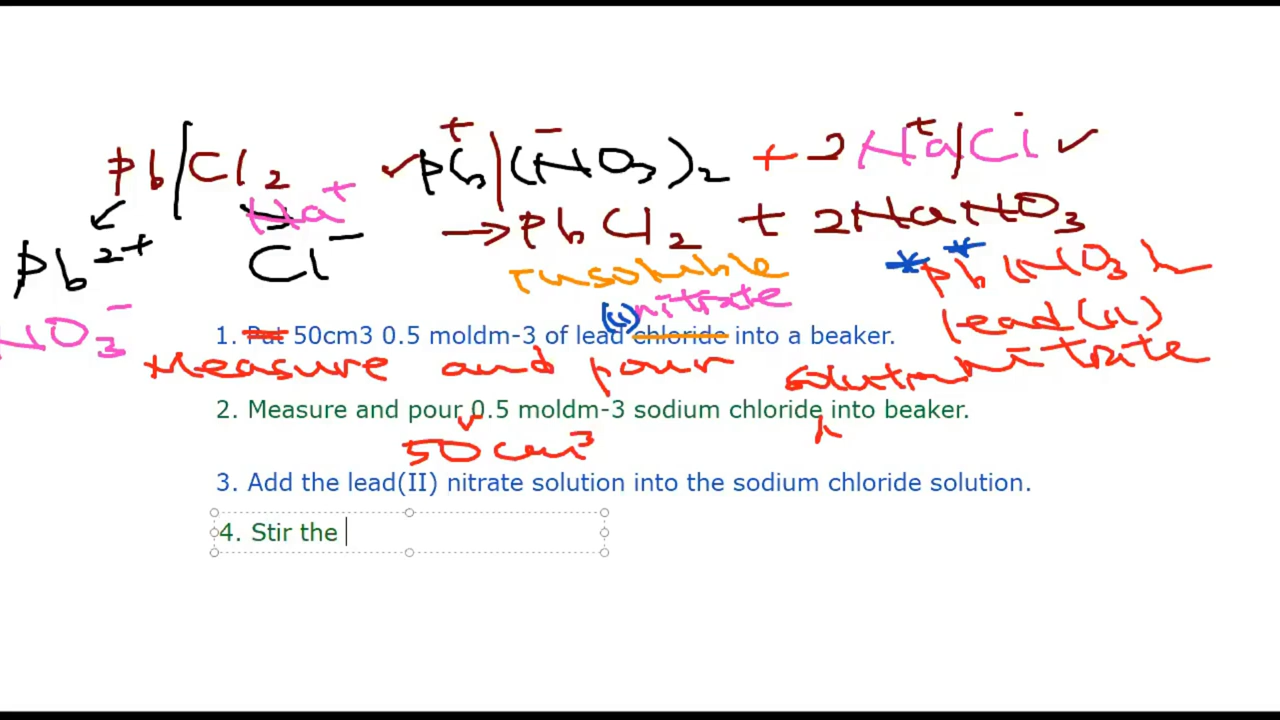 Pb/Cl2 ✓Pb|(NO3)2 + 2Na/Cl ✓
+ - + -
Na+
Pb2+ Cl- → PbCl2 + 2NaNO3
Insoluble ** Pb(NO3)2
NO3- (II) nitrate lead(II)
1. Put 50cm3 0.5 moldm-3 of lead chloride into a beaker. nitrate
Measure and pour solution
2. Measure and pour 0.5 moldm-3 sodium chloride into beaker.
50cm3
3. Add the lead(II) nitrate solution into the sodium chloride solution.
4. Stir the